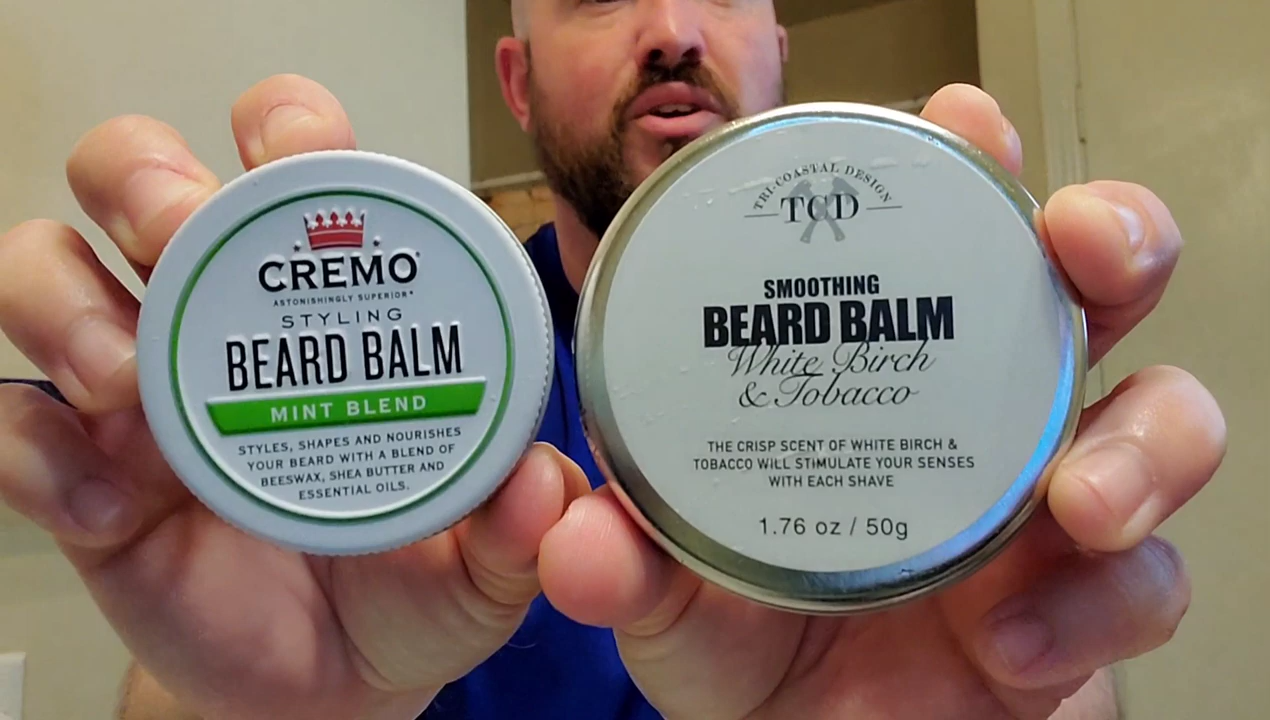 CREMO
ASTONISHINGLY SUPERIOR
STYLING
BEARD BALM
MINT BLEND
STYLES, SHAPES AND NOURISHES
YOUR BEARD WITH A BLEND OF
BEESWAX, SHEA BUTTER AND
ESSENTIAL OILS.
TRI-COASTAL DESIGN
TCD
SMOOTHING
BEARD BALM
White Birch
& Tobacco
THE CRISP SCENT OF WHITE BIRCH &
TOBACCO WILL STIMULATE YOUR SENSES
WITH EACH SHAVE
1.76 oz / 50g